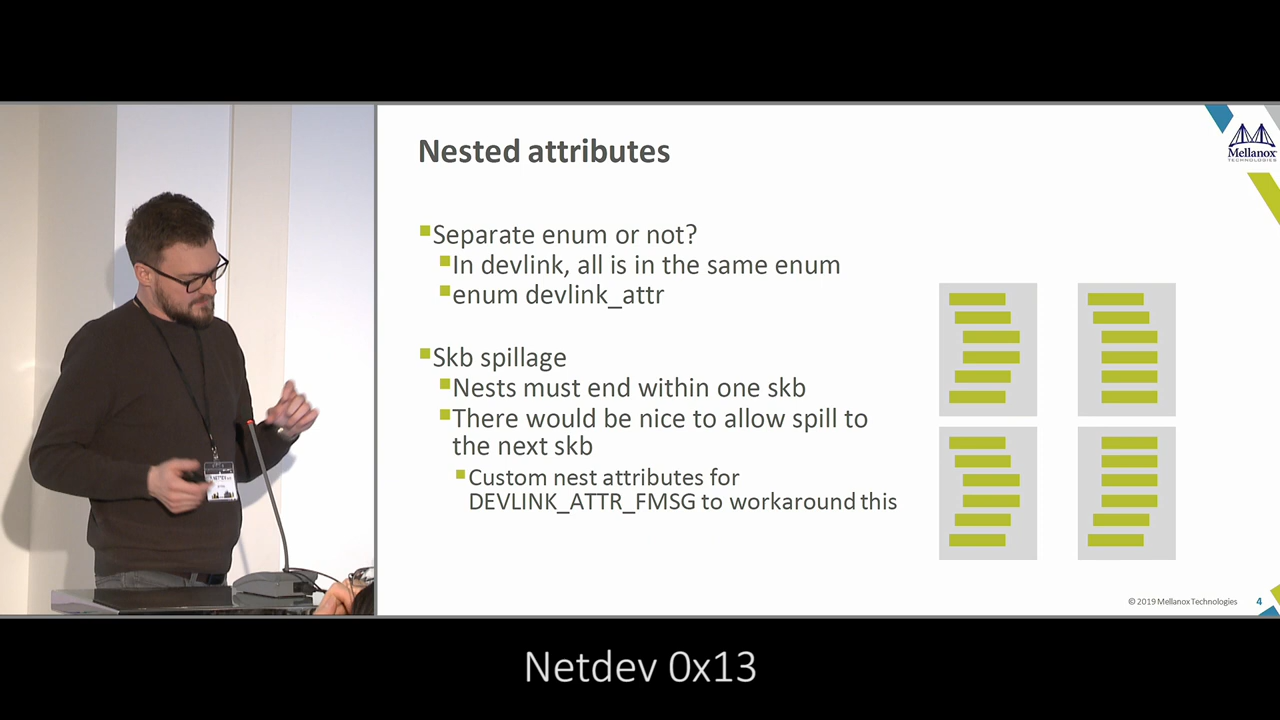 Nested attributes
Mellanox
TECHNOLOGIES
Separate enum or not?
In devlink, all is in the same enum
enum devlink_attr
Skb spillage
Nests must end within one skb
There would be nice to allow spill to
the next skb
Custom nest attributes for
DEVLINK_ATTR_FMSG to workaround this
NETDEV
© 2019 Mellanox Technologies
4
Netdev 0x13